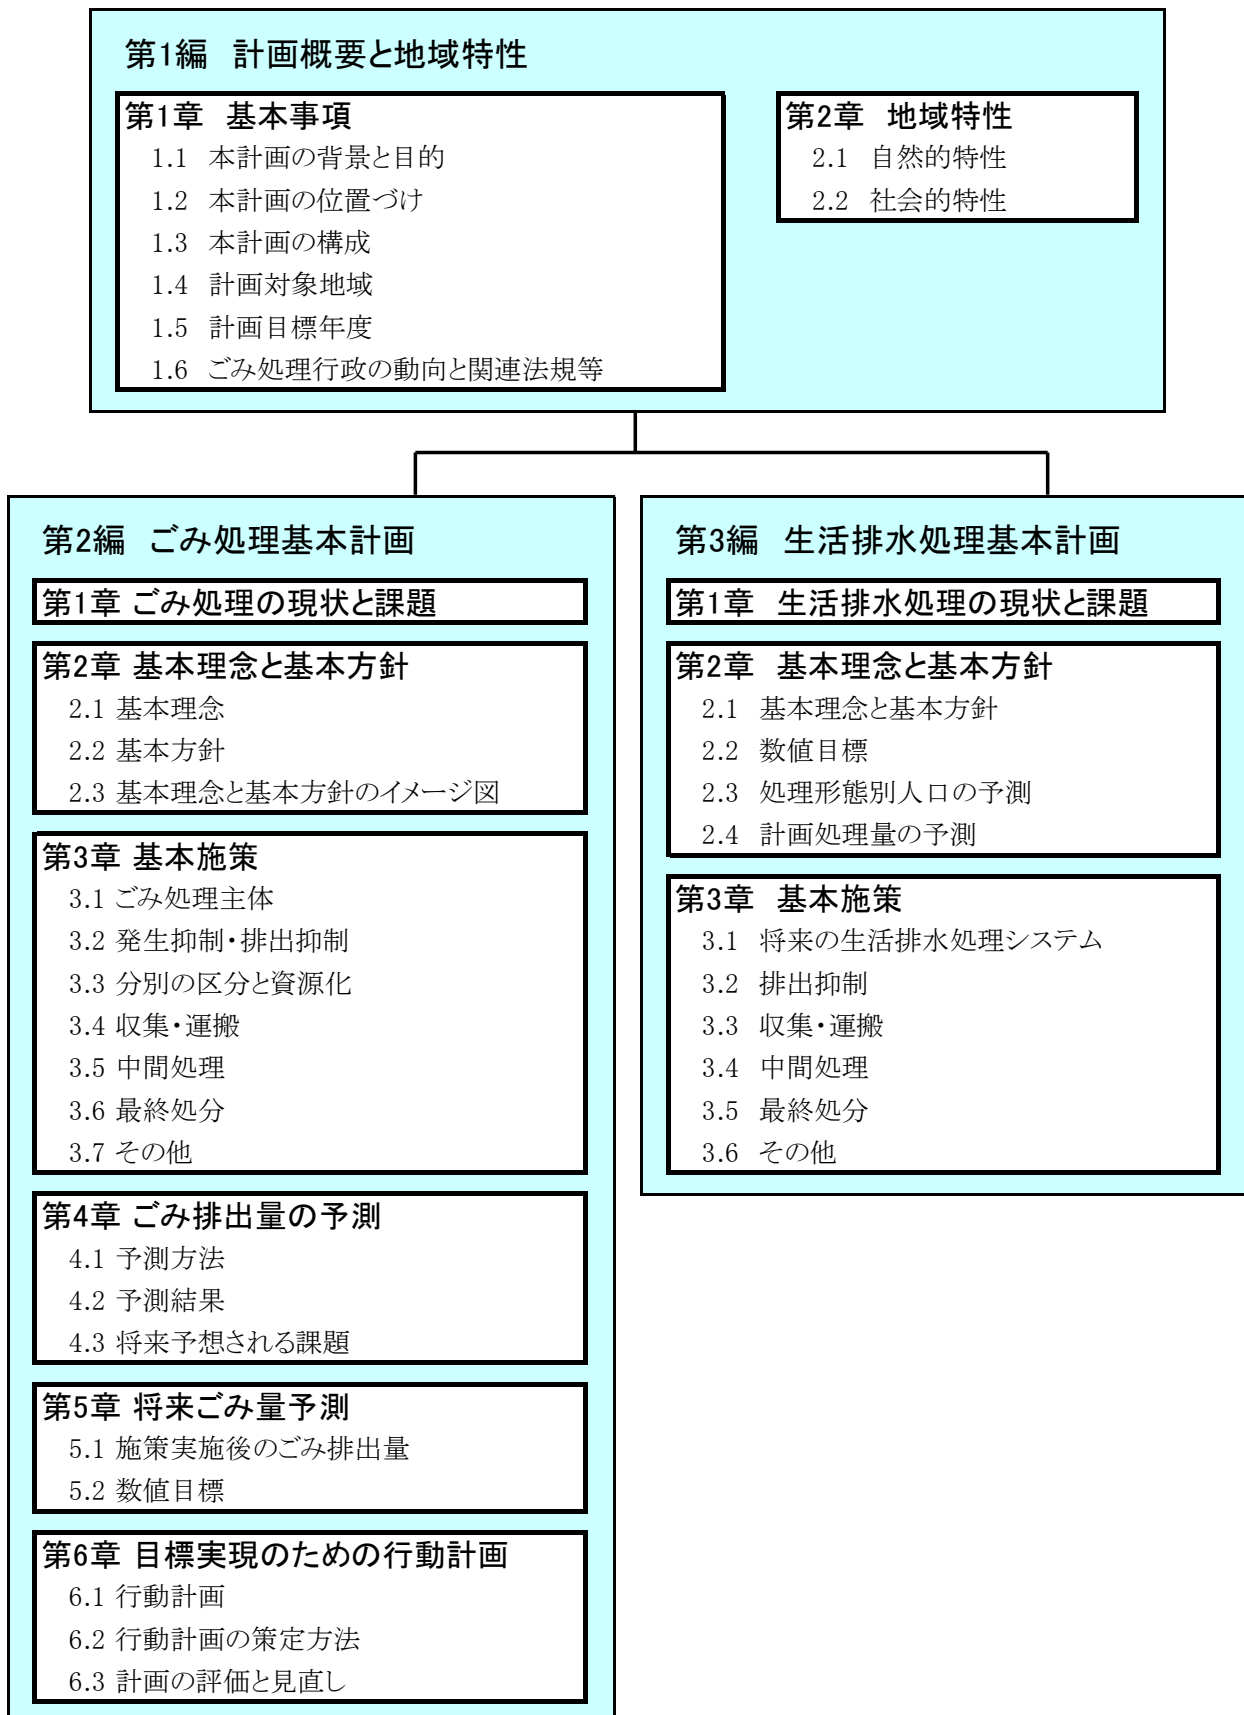 第1編 計画概要と地域特性
第1章 基本事項
1.1 本計画の背景と目的
1.2 本計画の位置づけ
1.3 本計画の構成
1.4 計画対象地域
1.5 計画目標年度
1.6 ごみ処理行政の動向と関連法規等
第2章 地域特性
2.1 自然的特性
2.2 社会的特性
第2編 ごみ処理基本計画
第1章 ごみ処理の現状と課題
第2章 基本理念と基本方針
2.1 基本理念
2.2 基本方針
2.3 基本理念と基本方針のイメージ図
第3章 基本施策
3.1 ごみ処理主体
3.2 発生抑制・排出抑制
3.3 分別の区分と資源化
3.4 収集・運搬
3.5 中間処理
3.6 最終処分
3.7 その他
第4章 ごみ排出量の予測
4.1 予測方法
4.2 予測結果
4.3 将来予想される課題
第5章 将来ごみ量予測
5.1 施策実施後のごみ排出量
5.2 数値目標
第6章 目標実現のための行動計画
6.1 行動計画
6.2 行動計画の策定方法
6.3 計画の評価と見直し
第3編 生活排水処理基本計画
第1章 生活排水処理の現状と課題
第2章 基本理念と基本方針
2.1 基本理念と基本方針
2.2 数値目標
2.3 処理形態別人口の予測
2.4 計画処理量の予測
第3章 基本施策
3.1 将来の生活排水処理システム
3.2 排出抑制
3.3 収集・運搬
3.4 中間処理
3.5 最終処分
3.6 その他